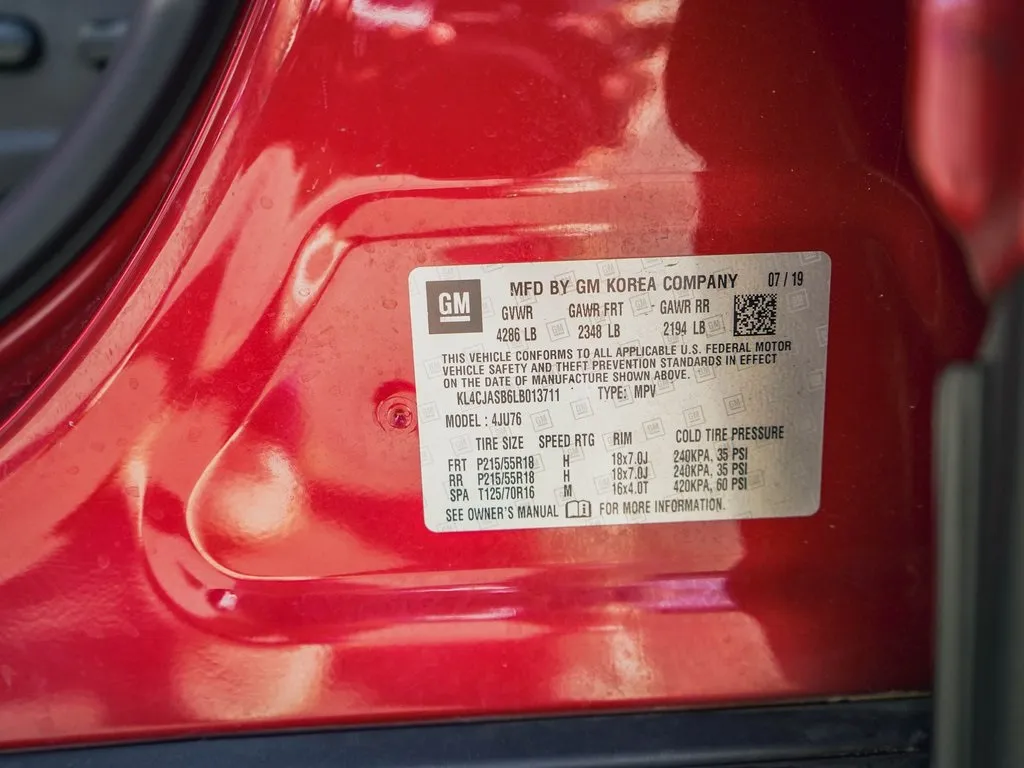 GM
MFD BY GM KOREA COMPANY 07 / 19
GVWR GAWR FRT GAWR RR
4286 LB 2348 LB 2194 LB
THIS VEHICLE CONFORMS TO ALL APPLICABLE U.S. FEDERAL MOTOR
VEHICLE SAFETY AND THEFT PREVENTION STANDARDS IN EFFECT
ON THE DATE OF MANUFACTURE SHOWN ABOVE.
KL4CJASB6LB013711 TYPE: MPV
MODEL : 4JU76
TIRE SIZE SPEED RTG RIM COLD TIRE PRESSURE
FRT P215/55R18 H 18x7.0J 240KPA, 35 PSI
RR P215/55R18 H 18x7.0J 240KPA, 35 PSI
SPA T125/70R16 M 16x4.0T 420KPA, 60 PSI
SEE OWNER'S MANUAL FOR MORE INFORMATION.